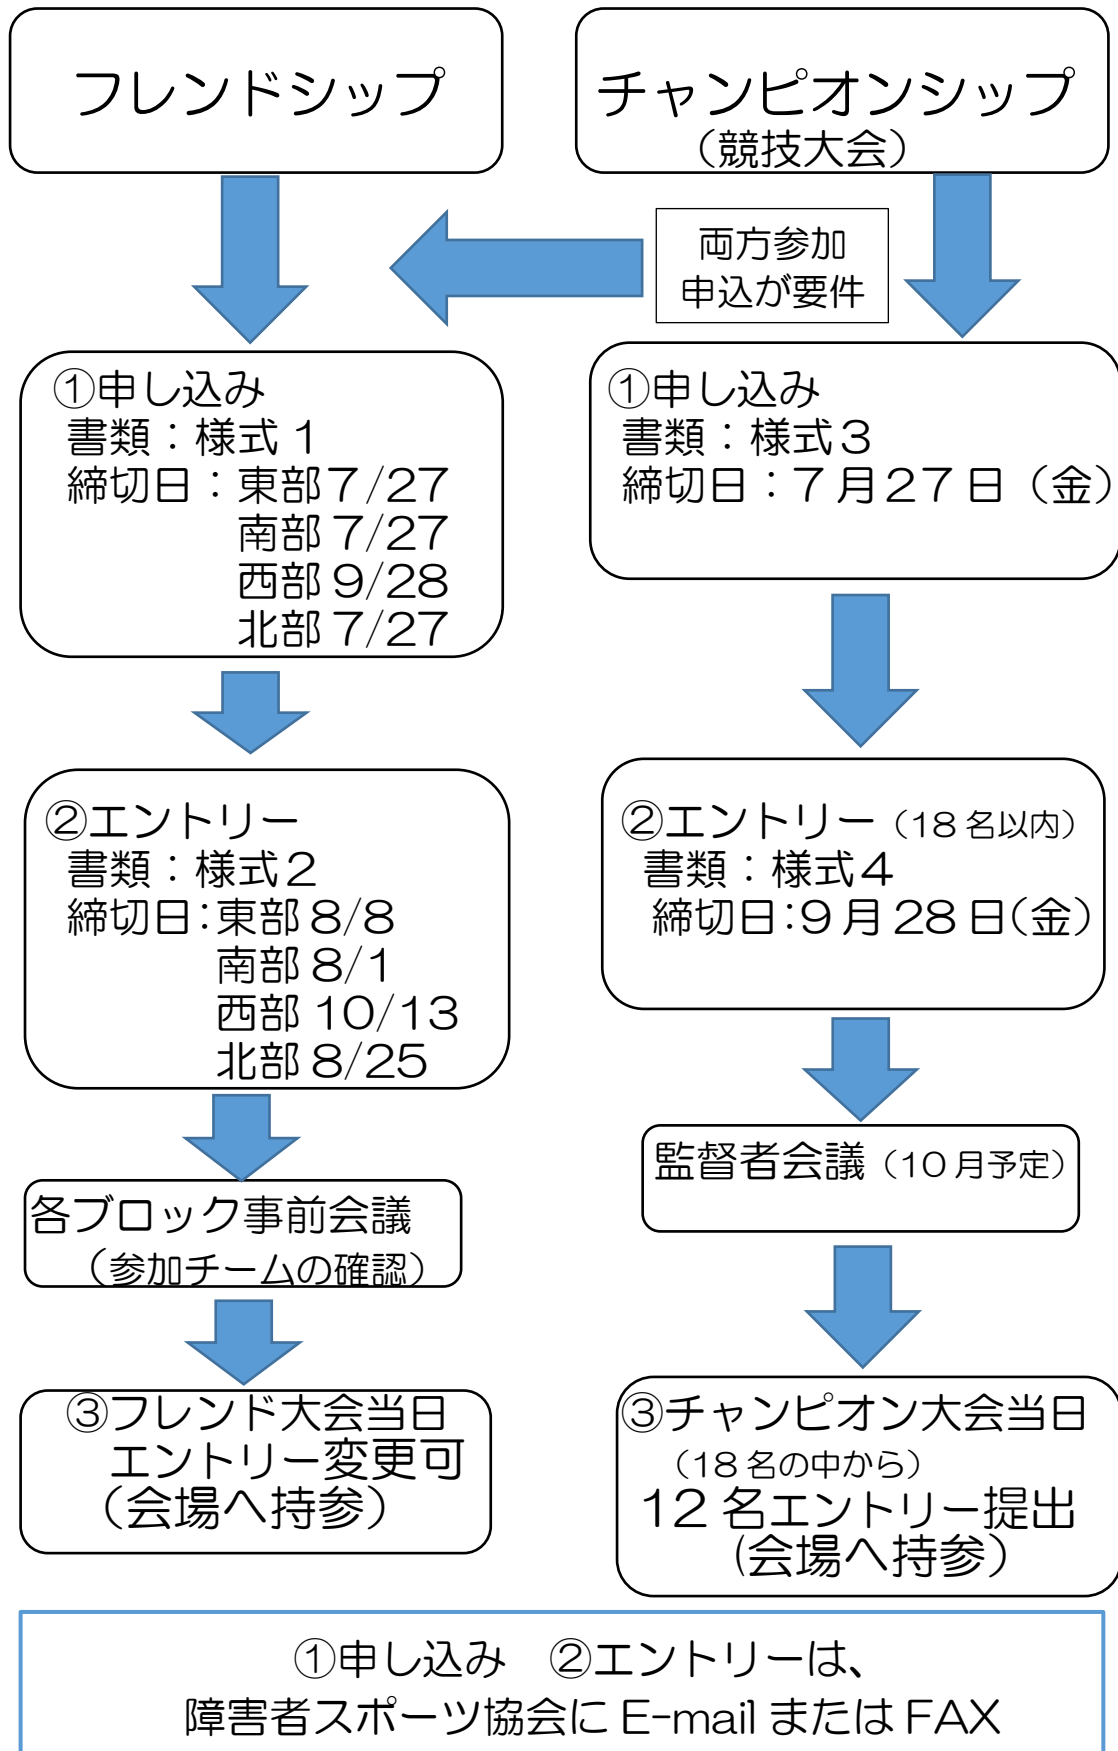 フレンドシップ
チャンピオンシップ
（競技大会）
両方参加
申込が要件
①申し込み
書類：様式1
締切日：東部7/27
南部7/27
西部9/28
北部7/27
①申し込み
書類：様式3
締切日：7月27日（金）
②エントリー
書類：様式2
締切日：東部8/8
南部8/1
西部10/13
北部8/25
②エントリー（18名以内）
書類：様式4
締切日：9月28日（金）
各ブロック事前会議
（参加チームの確認）
監督者会議（10月予定）
③フレンド大会当日
エントリー変更可
（会場へ持参）
③チャンピオン大会当日
（18名の中から）
12名エントリー提出
（会場へ持参）
①申し込み　②エントリーは、
障害者スポーツ協会にE-mailまたはFAX